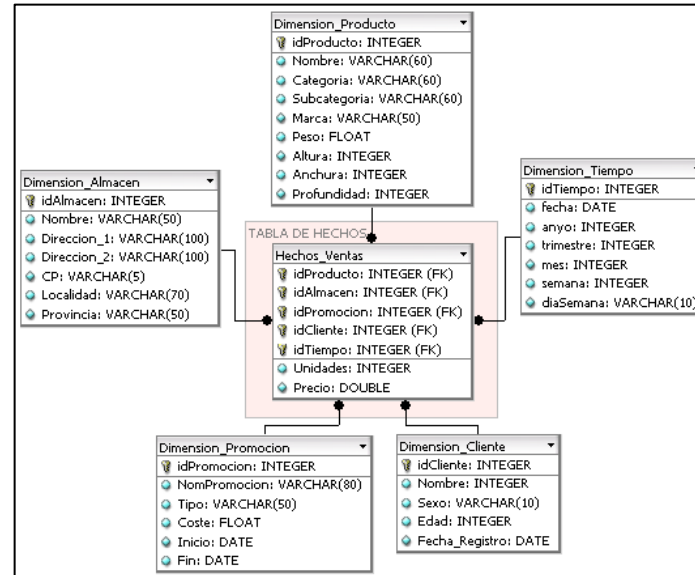 Dimension_Producto
idProducto: INTEGER
Nombre: VARCHAR(60)
Categoria: VARCHAR(60)
Subcategoria: VARCHAR(60)
Marca: VARCHAR(50)
Peso: FLOAT
Altura: INTEGER
Anchura: INTEGER
Profundidad: INTEGER
Dimension_Almacen
idAlmacen: INTEGER
Nombre: VARCHAR(50)
Direccion_1: VARCHAR(100)
Direccion_2: VARCHAR(100)
CP: VARCHAR(5)
Localidad: VARCHAR(70)
Provincia: VARCHAR(50)
Dimension_Tiempo
idTiempo: INTEGER
fecha: DATE
anyo: INTEGER
trimestre: INTEGER
mes: INTEGER
semana: INTEGER
diaSemana: VARCHAR(10)
TABLA DE HECHOS
Hechos_Ventas
idProducto: INTEGER (FK)
idAlmacen: INTEGER (FK)
idPromocion: INTEGER (FK)
idCliente: INTEGER (FK)
idTiempo: INTEGER (FK)
Unidades: INTEGER
Precio: DOUBLE
Dimension_Promocion
idPromocion: INTEGER
NomPromocion: VARCHAR(80)
Tipo: VARCHAR(50)
Coste: FLOAT
Inicio: DATE
Fin: DATE
Dimension_Cliente
idCliente: INTEGER
Nombre: INTEGER
Sexo: VARCHAR(10)
Edad: INTEGER
Fecha_Registro: DATE